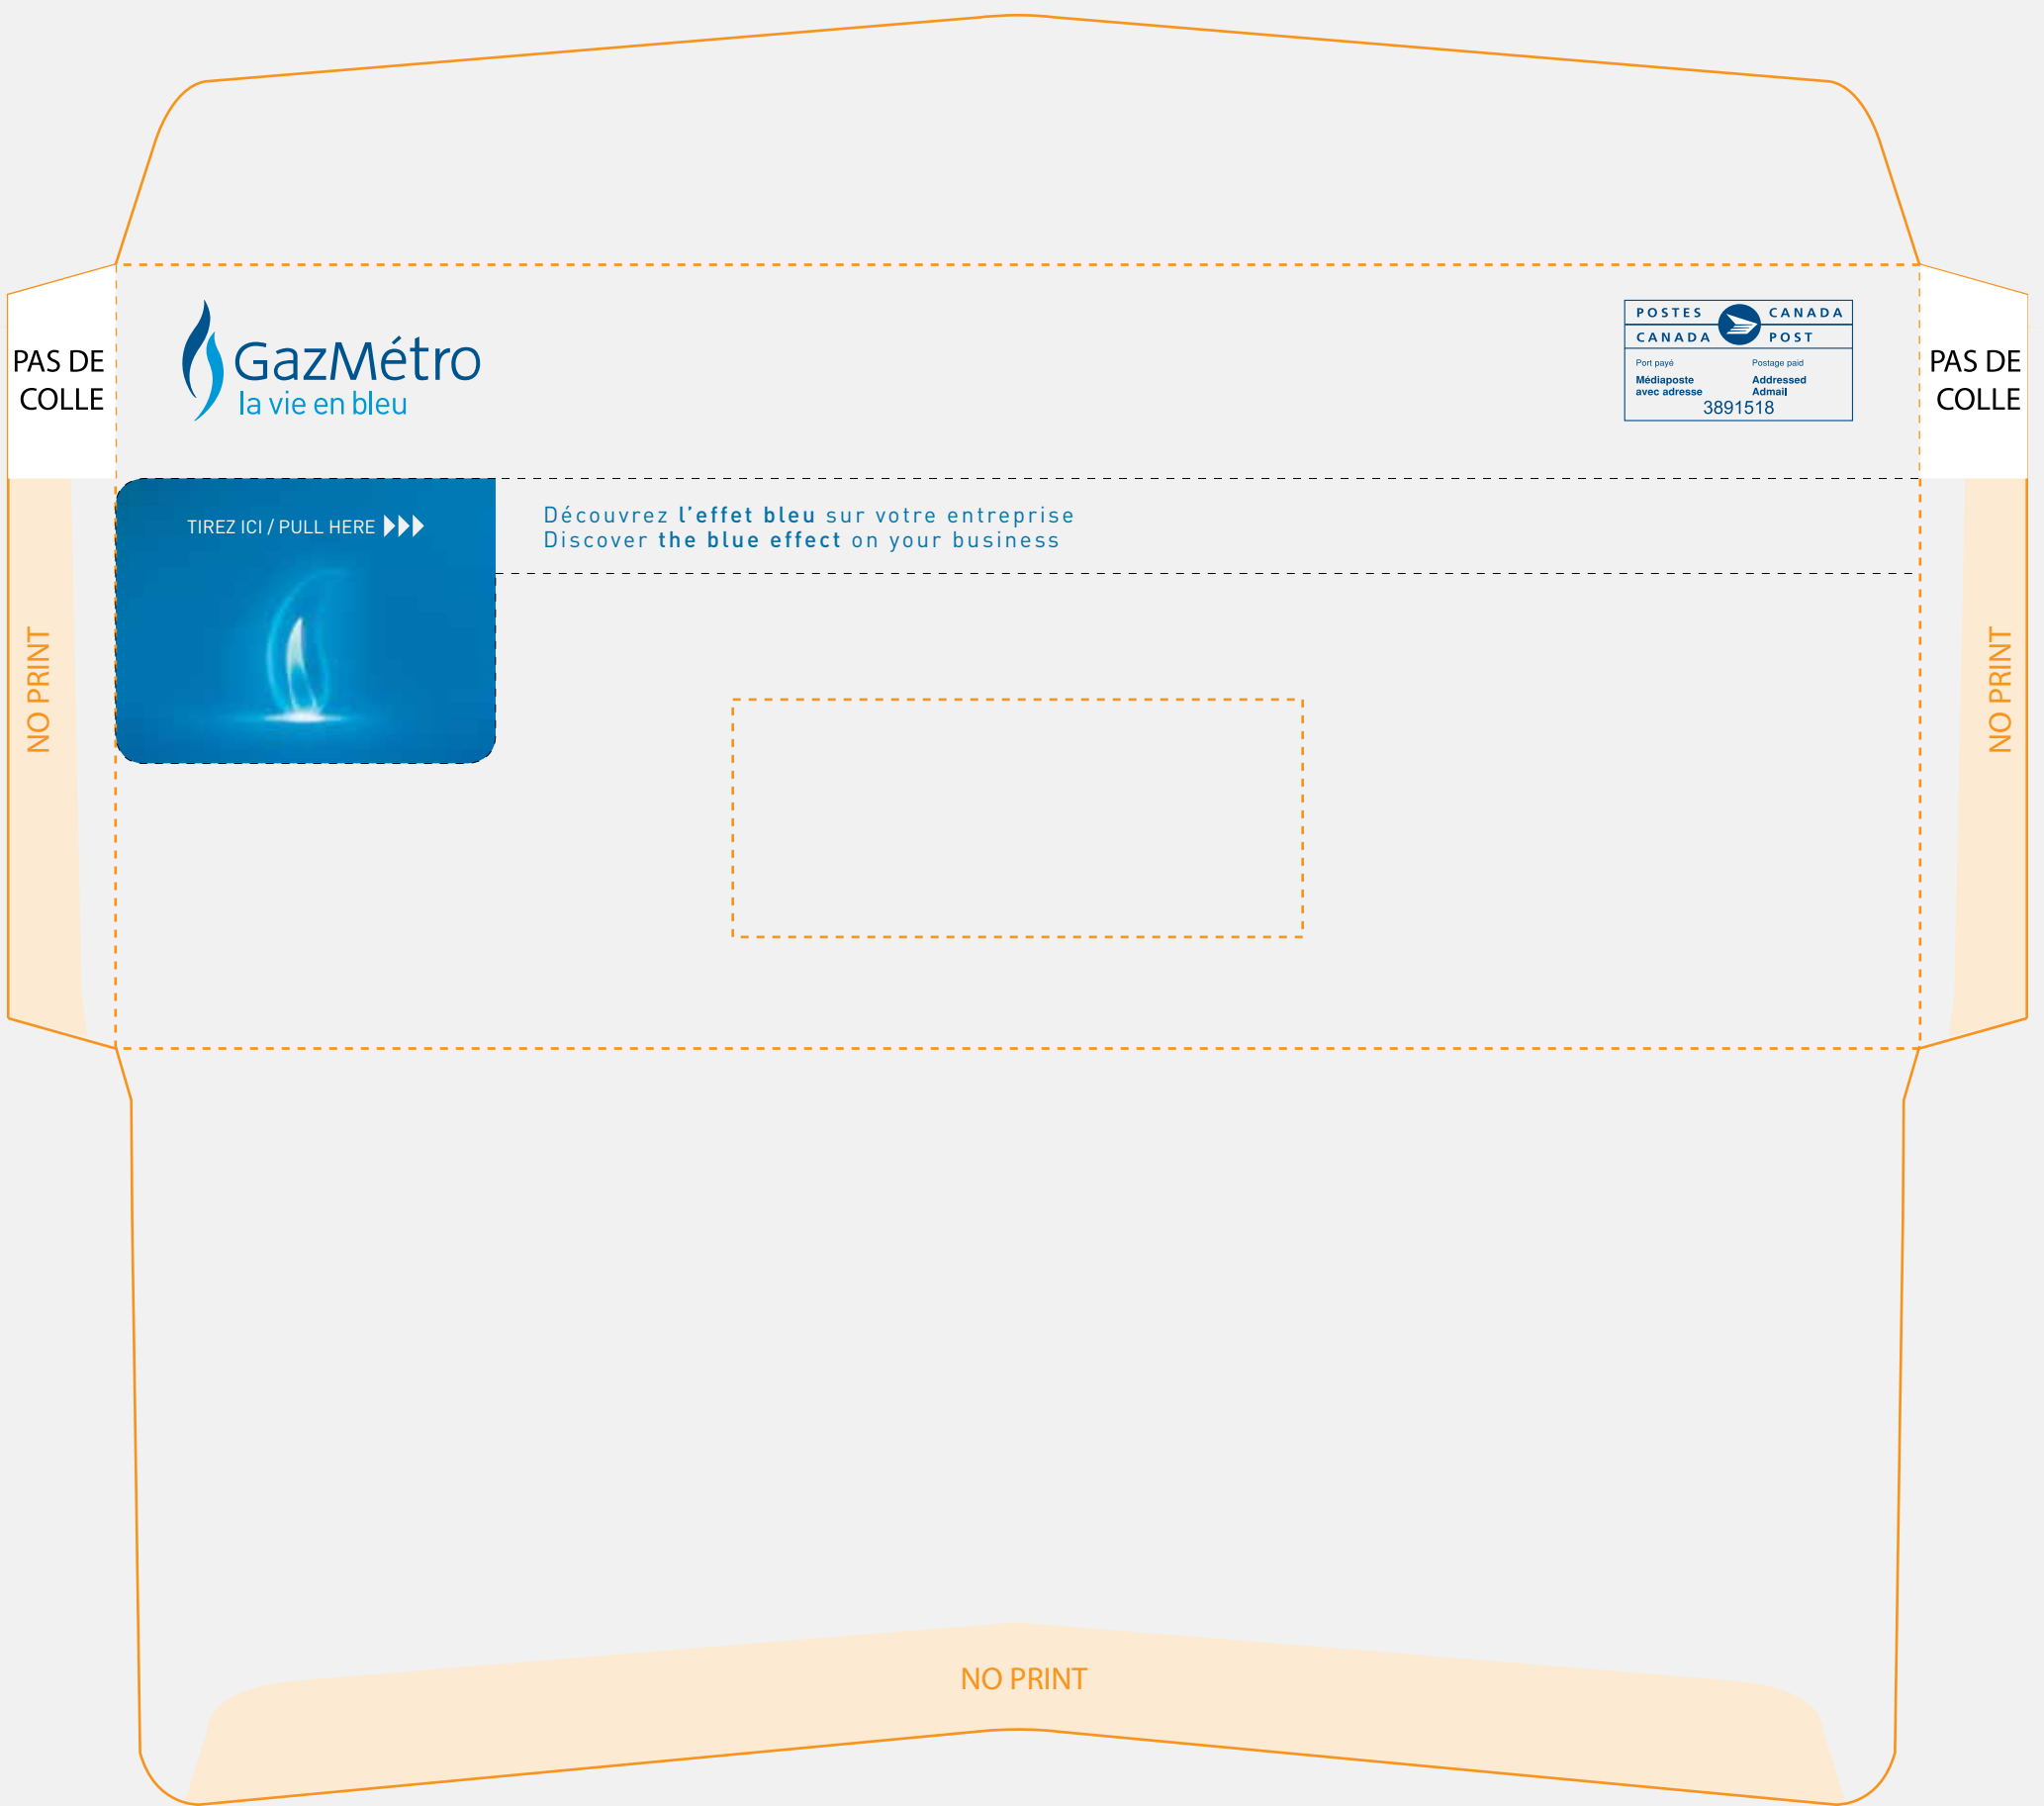 PAS DE
COLLE
GazMétro
la vie en bleu
POSTES CANADA
CANADA POST
Port payé Postage paid
Médiaposte Addressed
avec adresse Admail
3891518
PAS DE
COLLE
TIREZ ICI / PULL HERE
Découvrez l'effet bleu sur votre entreprise
Discover the blue effect on your business
NO PRINT
NO PRINT
NO PRINT